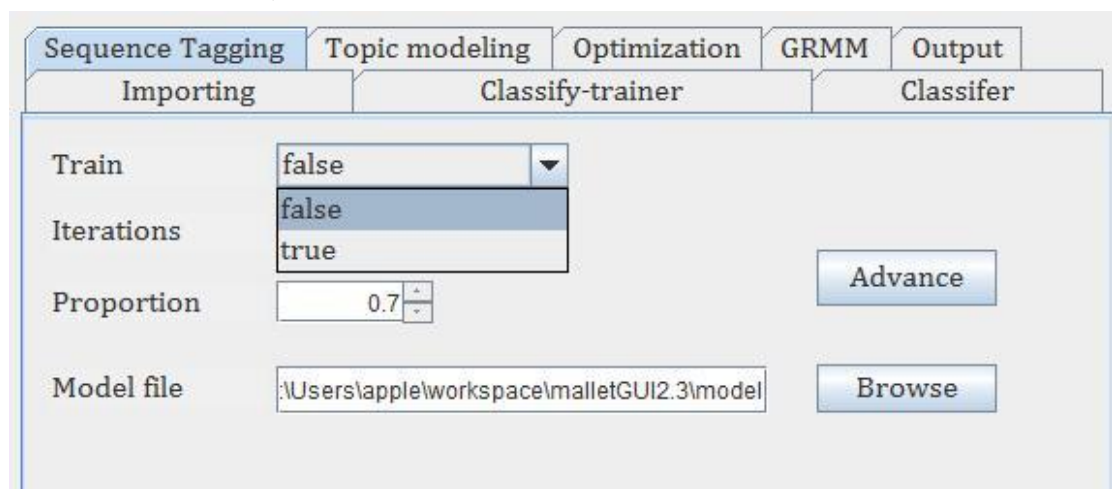 Sequence Tagging Topic modeling Optimization GRMM Output
Importing Classify-trainer Classifer
Train false
false
Iterations
true
Advance
Proportion 0.7
Model file :\Users\apple\workspace\malletGUI2.3\model Browse